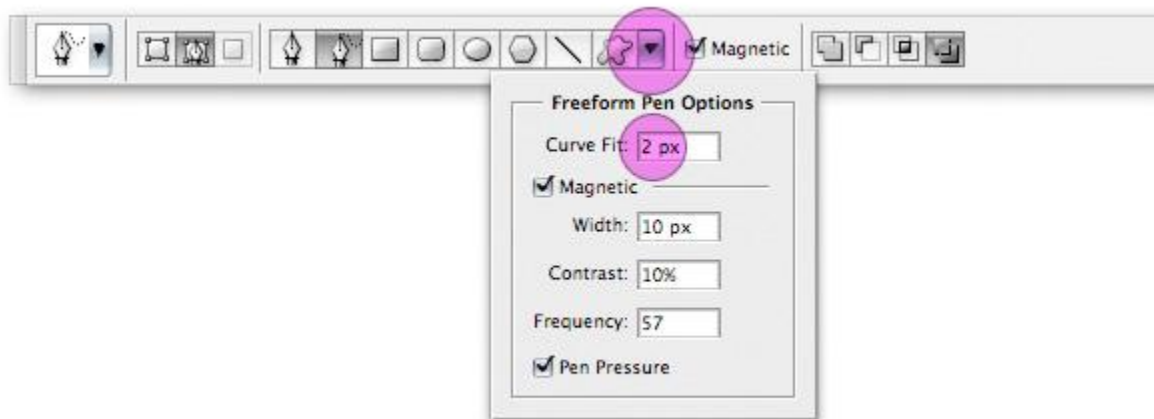 Magnetic
Freeform Pen Options
Curve Fit: 2 px
Magnetic
Width: 10 px
Contrast: 10%
Frequency: 57
Pen Pressure